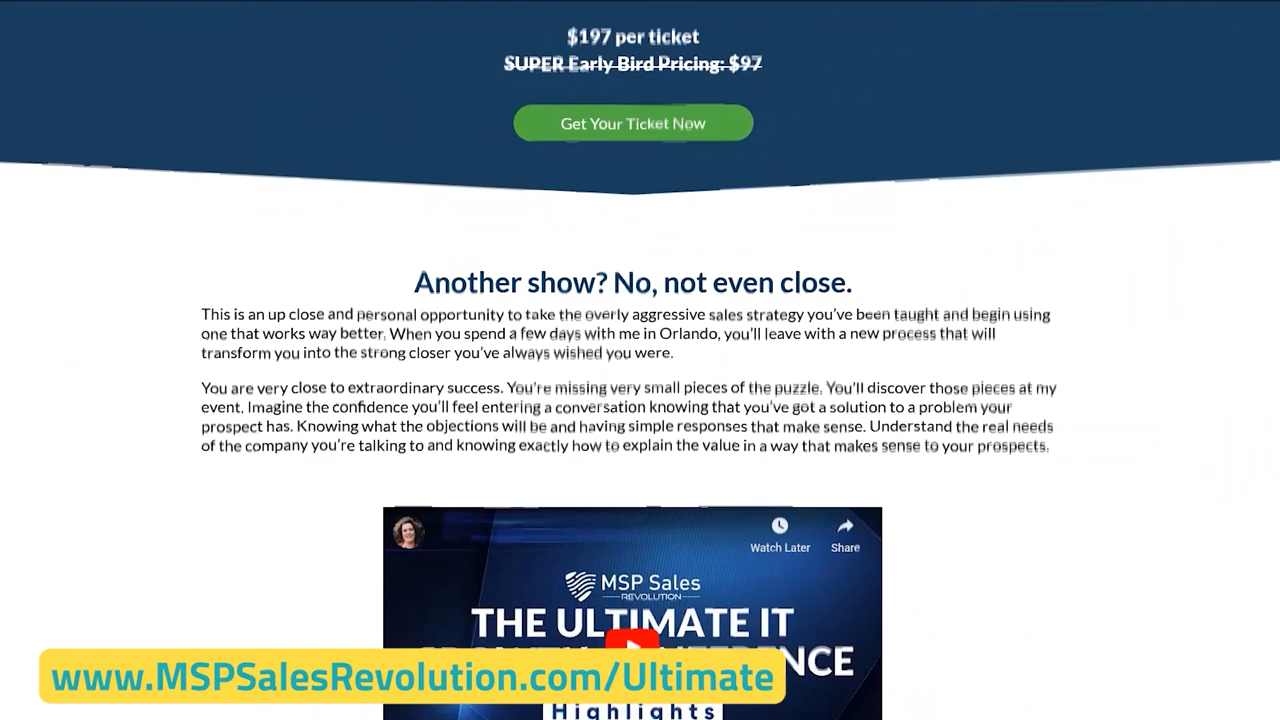 $197 per ticket
SUPER Early Bird Pricing: $97
Get Your Ticket Now
Another show? No, not even close.
This is an up close and personal opportunity to take the overly aggressive sales strategy you've been taught and begin using
one that works way better. When you spend a few days with me in Orlando, you'll leave with a new process that will
transform you into the strong closer you've always wished you were.
You are very close to extraordinary success. You're missing very small pieces of the puzzle. You'll discover those pieces at my
event. Imagine the confidence you'll feel entering a conversation knowing that you've got a solution to a problem your
prospect has. Knowing what the objections will be and having simple responses that make sense. Understand the real needs
of the company you're talking to and knowing exactly how to explain the value in a way that makes sense to your prospects.
Watch Later
Share
MSP Sales
REVOLUTION
THE ULTIMATE IT
www.MSPSalesRevolution.com/Ultimate
Highlights